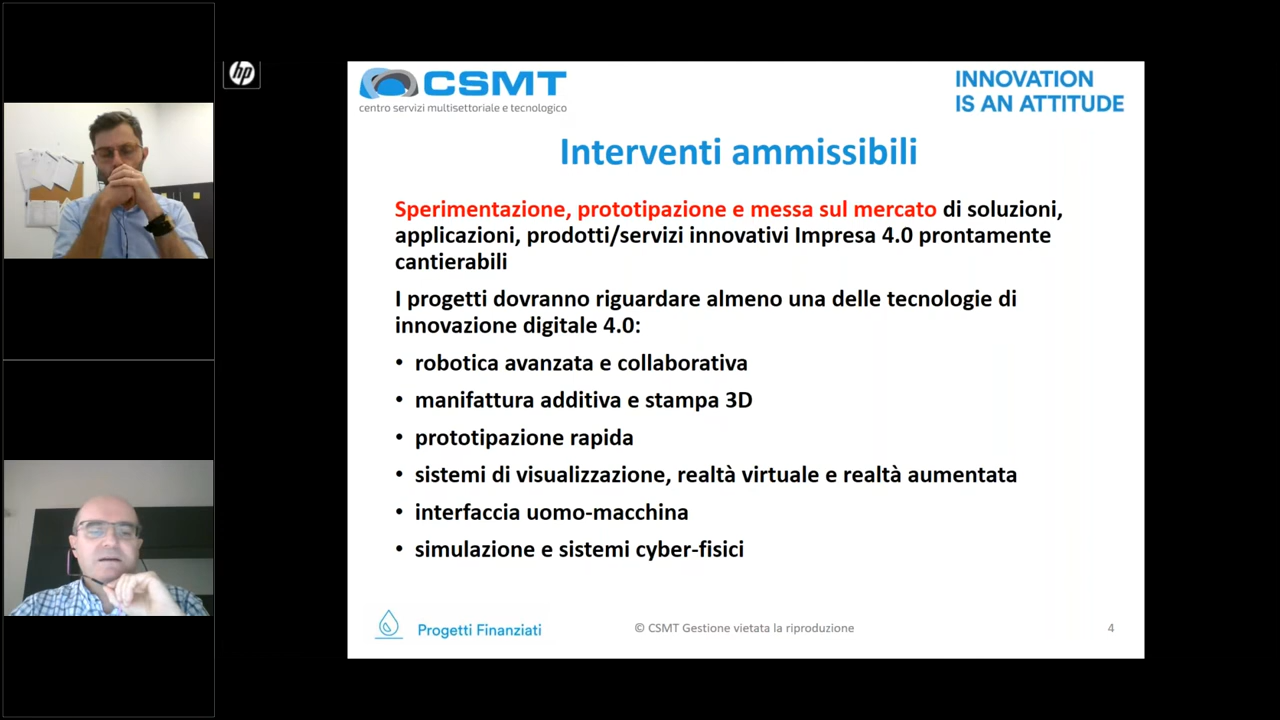 hp
CSMT
centro servizi multisettoriale e tecnologico
INNOVATION
IS AN ATTITUDE
Interventi ammissibili
Sperimentazione, prototipazione e messa sul mercato di soluzioni,
applicazioni, prodotti/servizi innovativi Impresa 4.0 prontamente
cantierabili
I progetti dovranno riguardare almeno una delle tecnologie di
innovazione digitale 4.0:
• robotica avanzata e collaborativa
• manifattura additiva e stampa 3D
• prototipazione rapida
• sistemi di visualizzazione, realtà virtuale e realtà aumentata
• interfaccia uomo-macchina
• simulazione e sistemi cyber-fisici
Progetti Finanziati
© CSMT Gestione vietata la riproduzione
4